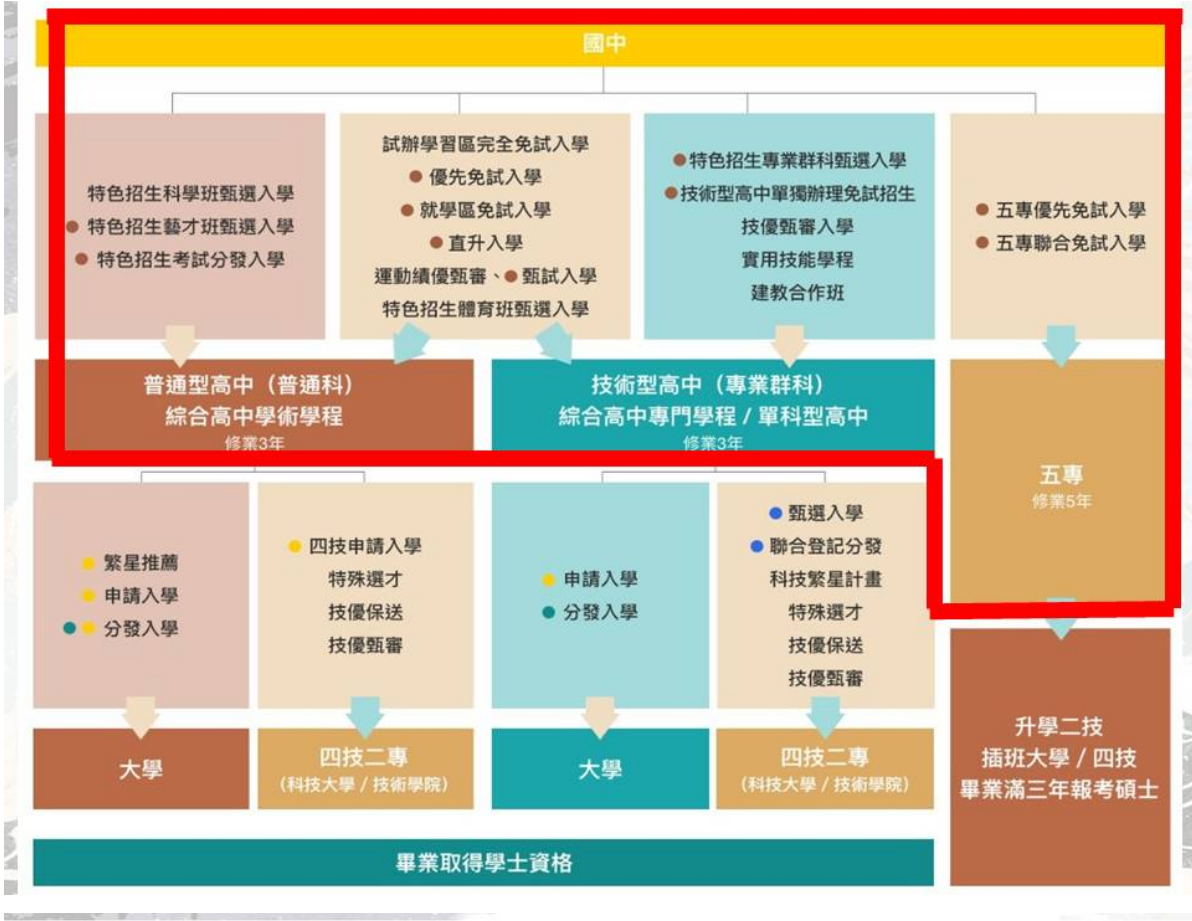 國中
特色招生科學班甄選入學
● 特色招生藝才班甄選入學
● 特色招生考試分發入學
試辦學習區完全免試入學
● 優先免試入學
● 就學區免試入學
● 直升入學
運動績優甄審、● 甄試入學
特色招生體育班甄選入學
● 特色招生專業群科甄選入學
● 技術型高中單獨辦理免試招生
技優甄審入學
實用技能學程
建教合作班
● 五專優先免試入學
● 五專聯合免試入學
普通型高中（普通科）
綜合高中學術學程
修業3年
技術型高中（專業群科）
綜合高中專門學程 / 單科型高中
修業3年
五專
修業5年
● 繁星推薦
● 申請入學
● ● 分發入學
● 四技申請入學
特殊選才
技優保送
技優甄審
● 申請入學
● 分發入學
● 甄選入學
● 聯合登記分發
科技繁星計畫
特殊選才
技優保送
技優甄審
大學
四技二專
(科技大學 / 技術學院)
大學
四技二專
(科技大學 / 技術學院)
升學二技
插班大學 / 四技
畢業滿三年報考碩士
畢業取得學士資格